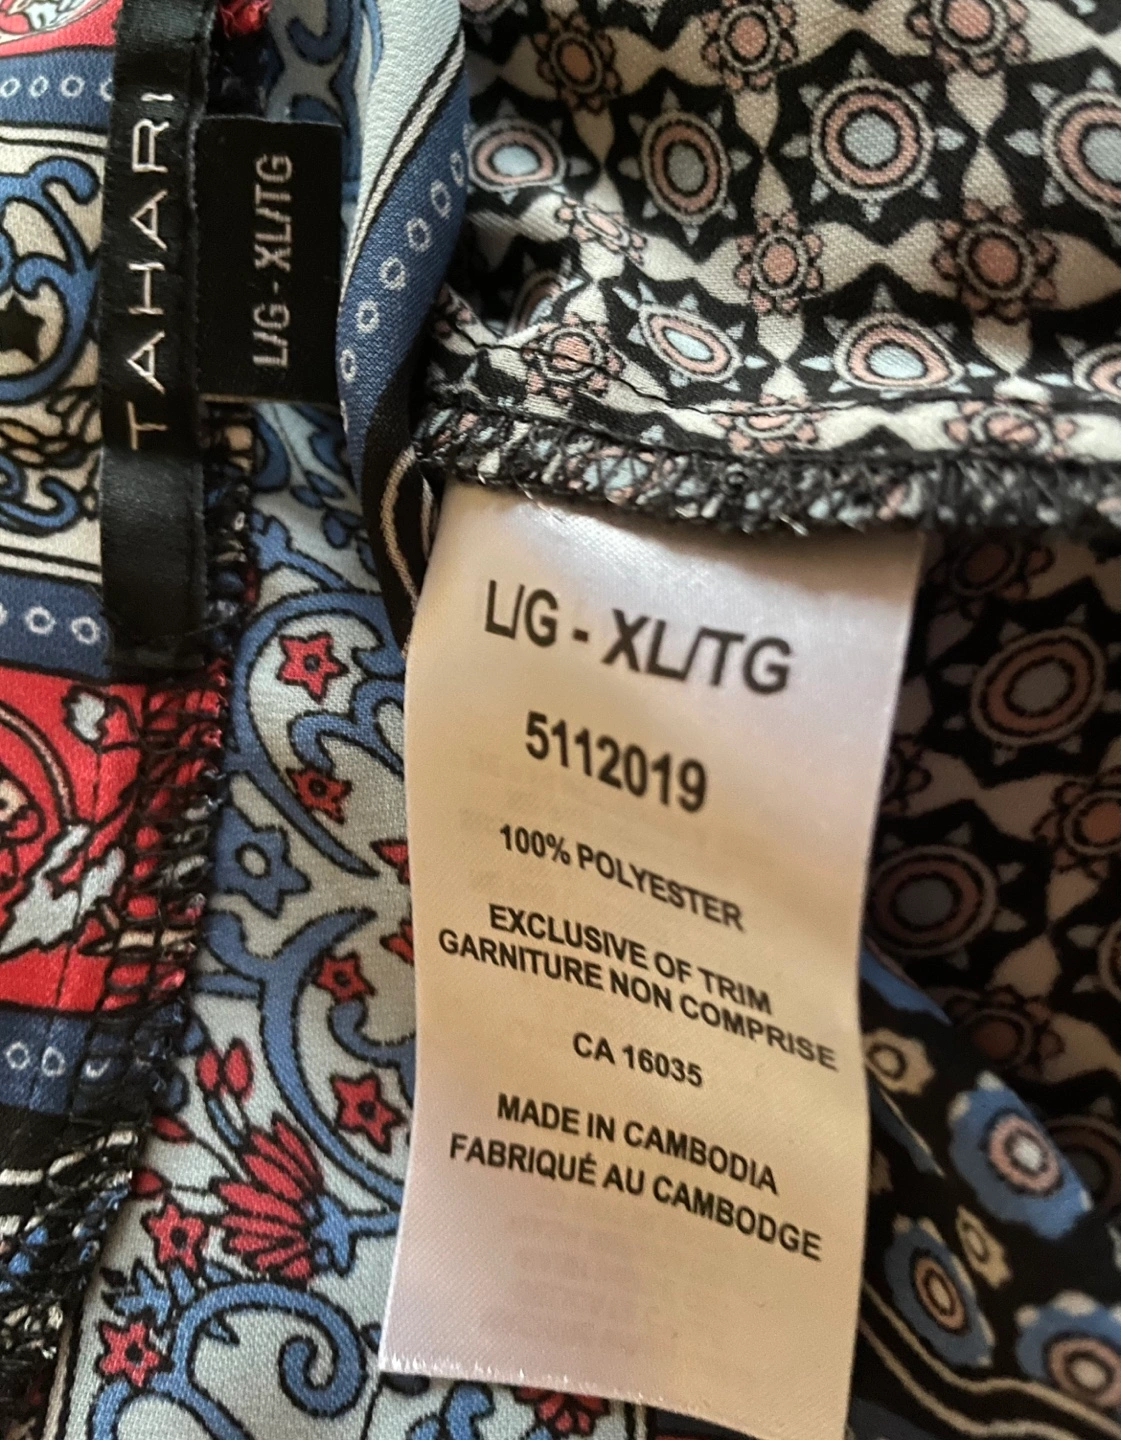 TAHARI
L/G - XL/TG
L/G - XL/TG
5112019
100% POLYESTER
EXCLUSIVE OF TRIM
GARNITURE NON COMPRISE
CA 16035
MADE IN CAMBODIA
FABRIQUÉ AU CAMBODGE